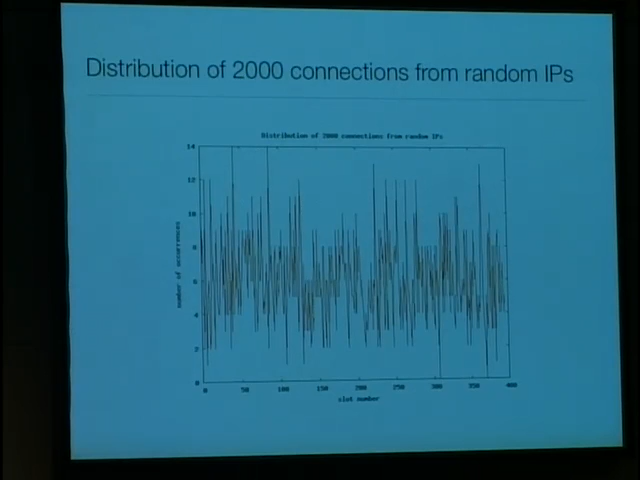 Distribution of 2000 connections from random IPs
Distribution of 2000 connections from random IPs
14
12
10
8
6
4
2
0
number of occurrences
0 50 100 150 200 250 300 350 400
slot number